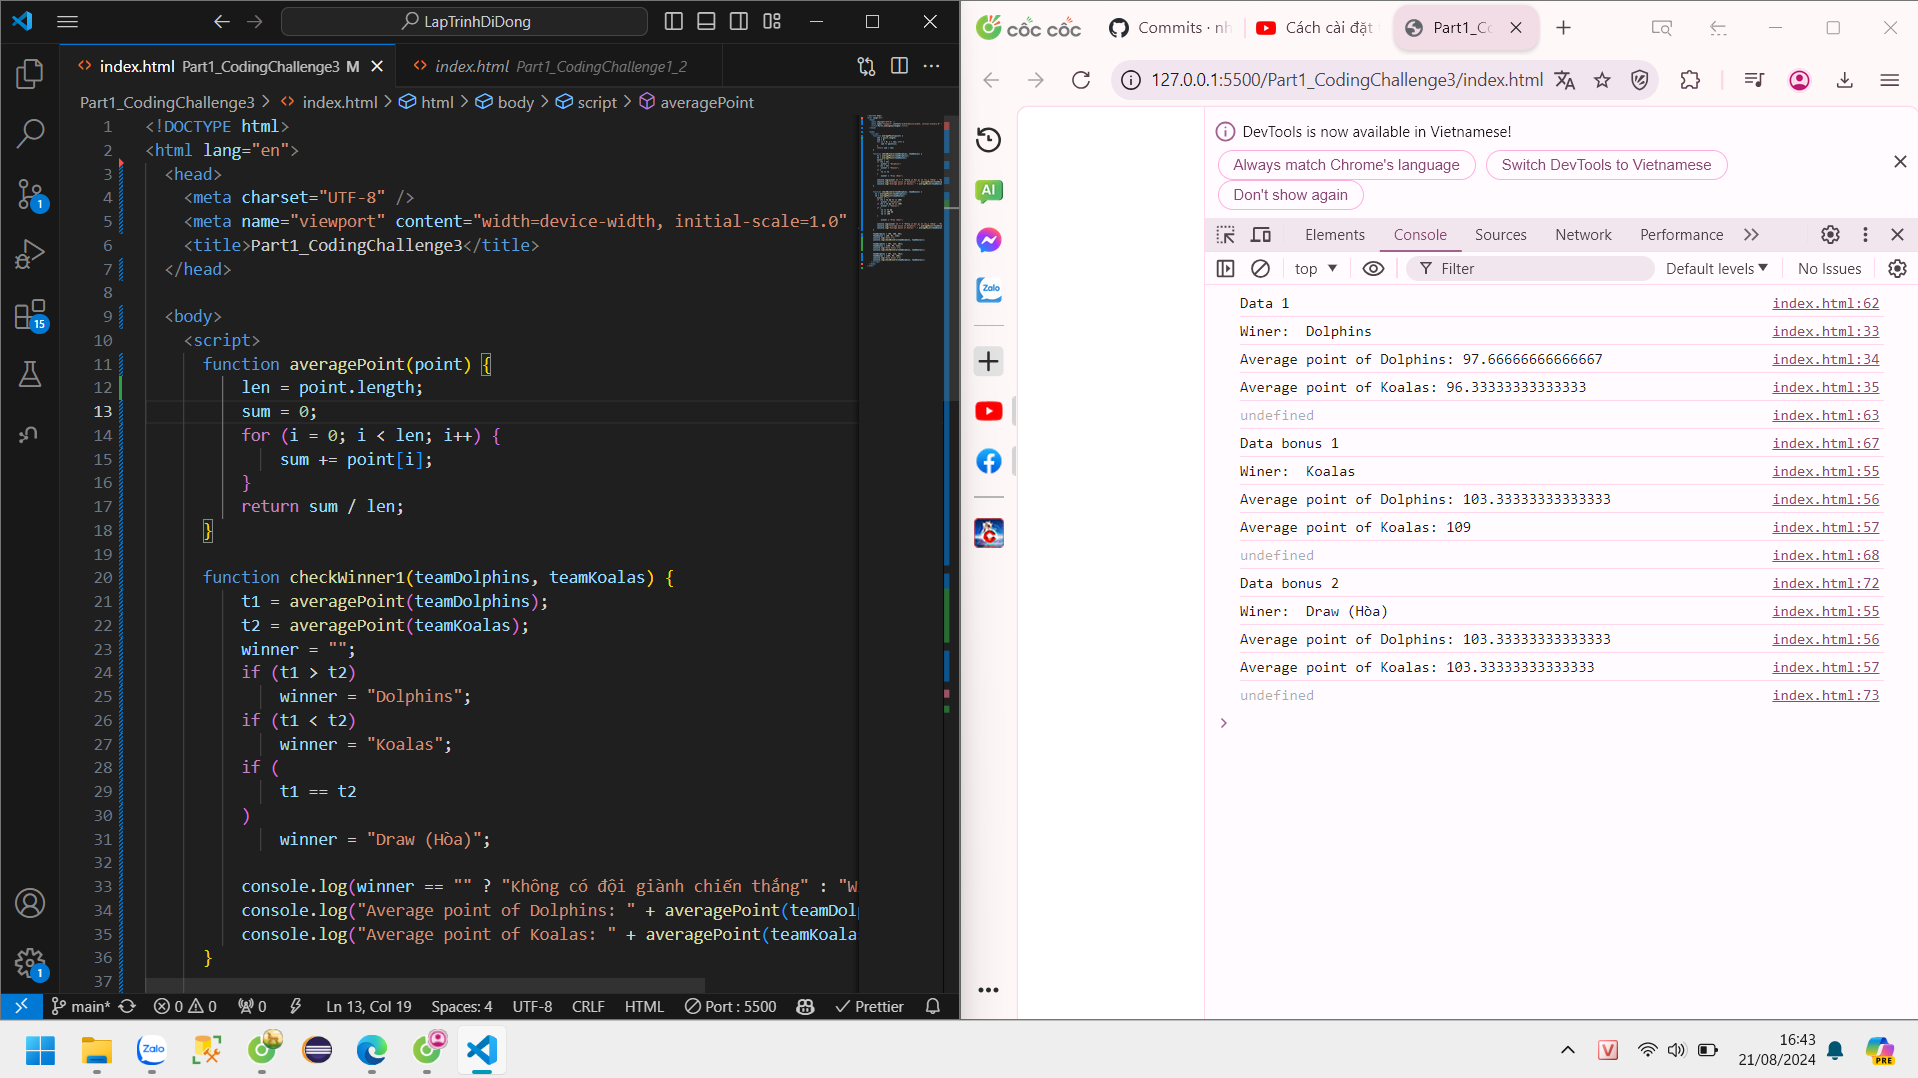 LapTrinhDiDong
index.html Part1_CodingChallenge3 M
index.html Part1_CodingChallenge1_2
Part1_CodingChallenge3 > index.html > html > body > script > averagePoint
1 <!DOCTYPE html>
2 <html lang="en">
3 <head>
4 <meta charset="UTF-8" />
5 <meta name="viewport" content="width=device-width, initial-scale=1.0"
6 <title>Part1_CodingChallenge3</title>
7 </head>
8
9 <body>
10 <script>
11 function averagePoint(point) {
12 len = point.length;
13 sum = 0;
14 for (i = 0; i < len; i++) {
15 sum += point[i];
16 }
17 return sum / len;
18 }
19
20 function checkWinner1(teamDolphins, teamKoalas) {
21 t1 = averagePoint(teamDolphins);
22 t2 = averagePoint(teamKoalas);
23 winner = "";
24 if (t1 > t2)
25 winner = "Dolphins";
26 if (t1 < t2)
27 winner = "Koalas";
28 if (
29 t1 == t2
30 )
31 winner = "Draw (Hòa)";
32
33 console.log(winner == "" ? "Không có đội giành chiến thắng" : "W
34 console.log("Average point of Dolphins: " + averagePoint(teamDol
35 console.log("Average point of Koalas: " + averagePoint(teamKoala
36 }
37
1
15
1
main* 0 0 0 Ln 13, Col 19 Spaces: 4 UTF-8 CRLF HTML Port : 5500 Prettier
cốc cốc
Commits · nh
Cách cài đặt
Part1_Co
127.0.0.1:5500/Part1_CodingChallenge3/index.html
AI
Zalo
DevTools is now available in Vietnamese!
Always match Chrome's language
Switch DevTools to Vietnamese
Don't show again
Elements Console Sources Network Performance
top Filter Default levels No Issues
Data 1 index.html:62
Winer:  Dolphins index.html:33
Average point of Dolphins: 97.66666666666667 index.html:34
Average point of Koalas: 96.33333333333333 index.html:35
undefined index.html:63
Data bonus 1 index.html:67
Winer:  Koalas index.html:55
Average point of Dolphins: 103.33333333333333 index.html:56
Average point of Koalas: 109 index.html:57
undefined index.html:68
Data bonus 2 index.html:72
Winer:  Draw (Hòa) index.html:55
Average point of Dolphins: 103.33333333333333 index.html:56
Average point of Koalas: 103.33333333333333 index.html:57
undefined index.html:73
Zalo
V
16:43
21/08/2024
PRE